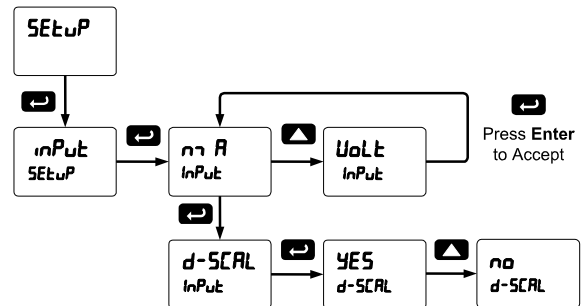 SEtuP
inPut
SEtuP
mA
InPut
VoLt
InPut
Press Enter
to Accept
d-SCAL
InPut
YES
d-SCAL
no
d-SCAL